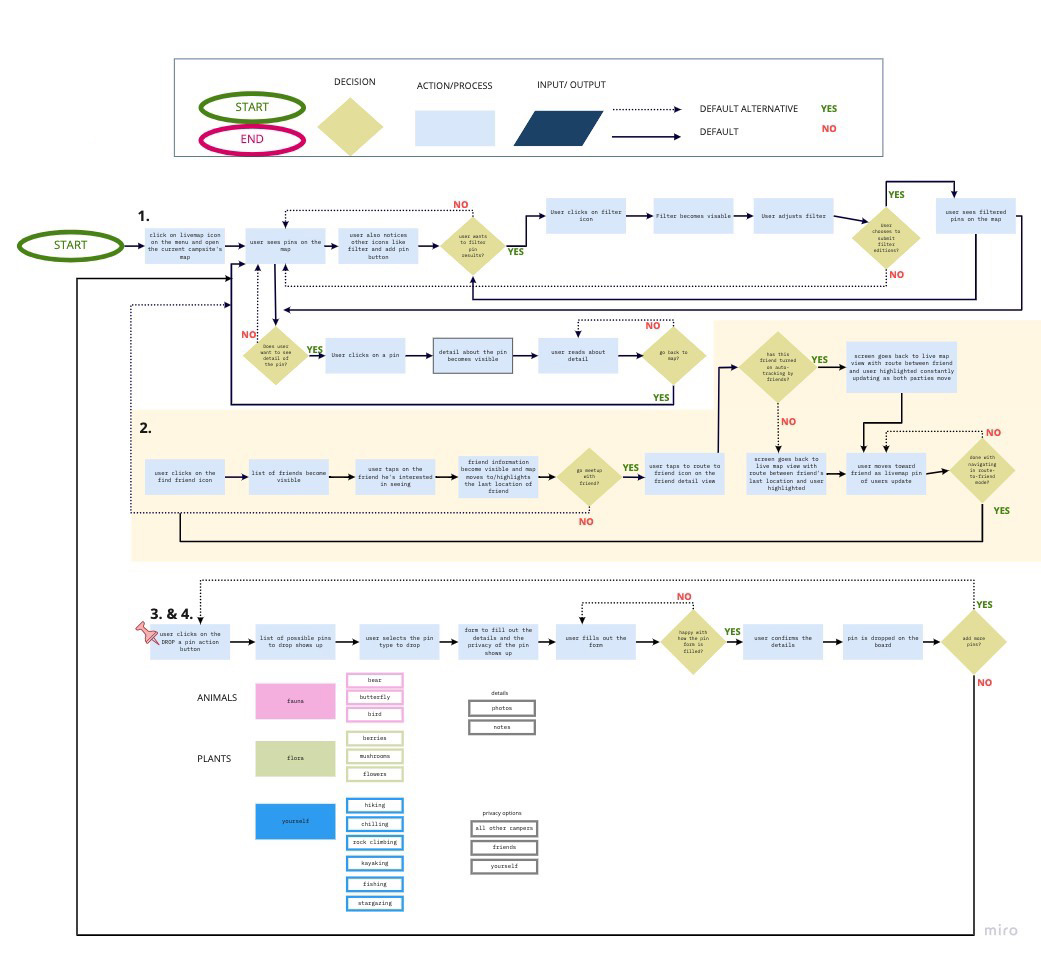 DECISION
ACTION/PROCESS
INPUT/ OUTPUT
START
END
DEFAULT ALTERNATIVE
YES
DEFAULT
NO
1.
START
click on livemap icon
on the menu and open
the current campsite's
map
user sees pins on the
map
user also notices
other icons like
filter and add pin
button
NO
user wants
to filter
pin
results?
YES
User clicks on filter
icon
Filter becomes visable
User adjusts filter
User
chooses to
submit
filter
editions?
YES
NO
user sees filtered
pins on the map
NO
Does user
want to see
detail of
the pin?
YES
User clicks on a pin
detail about the pin
becomes visible
user reads about
detail
NO
go back to
map?
YES
has this
friend turned
on auto-
tracking by
friends?
YES
NO
screen goes back to live map
view with route between friend
and user highlighted constantly
updating as both parties move
2.
user clicks on the
find friend icon
list of friends become
visible
user taps on the
friend he's interested
in seeing
friend information
become visible and map
moves to/highlights
the last location of
friend
go meetup
with
friend?
YES
NO
user taps to route to
friend icon on the
friend detail view
screen goes back to
live map view with
route between friend's
last location and user
highlighted
user moves toward
friend as livemap pin
of users update
NO
done with
navigating
in route-
to-friend
mode?
YES
3. & 4.
user clicks on the
DROP a pin action
button
list of possible pins
to drop shows up
user selects the pin
type to drop
form to fill out the
details and the
privacy of the pin
shows up
user fills out the
form
NO
happy with
how the pin
form is
filled?
YES
user confirms the
details
pin is dropped on the
board
YES
add more
pins?
NO
ANIMALS
fauna
bear
butterfly
bird
details
photos
notes
PLANTS
flora
berries
mushrooms
flowers
yourself
hiking
chilling
rock climbing
kayaking
fishing
stargazing
privacy options
all other campers
friends
yourself
miro